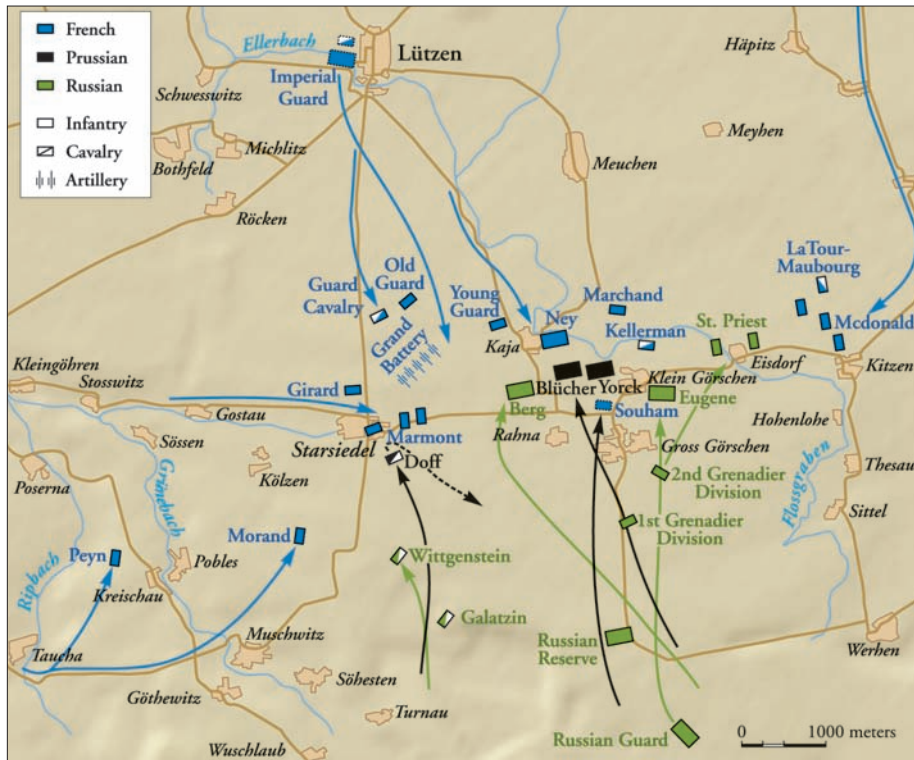 French
Prussian
Russian
Infantry
Cavalry
Artillery
Ellerbach
Lützen
Häpitz
Imperial
Guard
Schwesswitz
Meyhen
Michlitz
Bothfeld
Meuchen
Röcken
LaTour-
Maubourg
Old
Guard
Guard
Cavalry
Young
Guard
Marchand
Ney
St. Priest
Mcdonald
Grand
Battery
Kellerman
Kaja
Eisdorf
Kitzen
Kleingöhren
Stosswitz
Girard
Blücher
Yorck
Klein Görschen
Berg
Eugene
Gostau
Souham
Hohenlohe
Starsiedel
Marmont
Rahna
Sössen
Doff
Gross Görschen
Poserna
Kölzen
Grünebach
2nd Grenadier
Division
Thesau
Flossgraben
Sittel
Morand
1st Grenadier
Division
Peyn
Pobles
Wittgenstein
Ripbach
Kreischau
Galatzin
Russian
Reserve
Muschwitz
Werhen
Taucha
Söhesten
Göthewitz
Turnau
Russian Guard
0
1000 meters
Wuschlaub